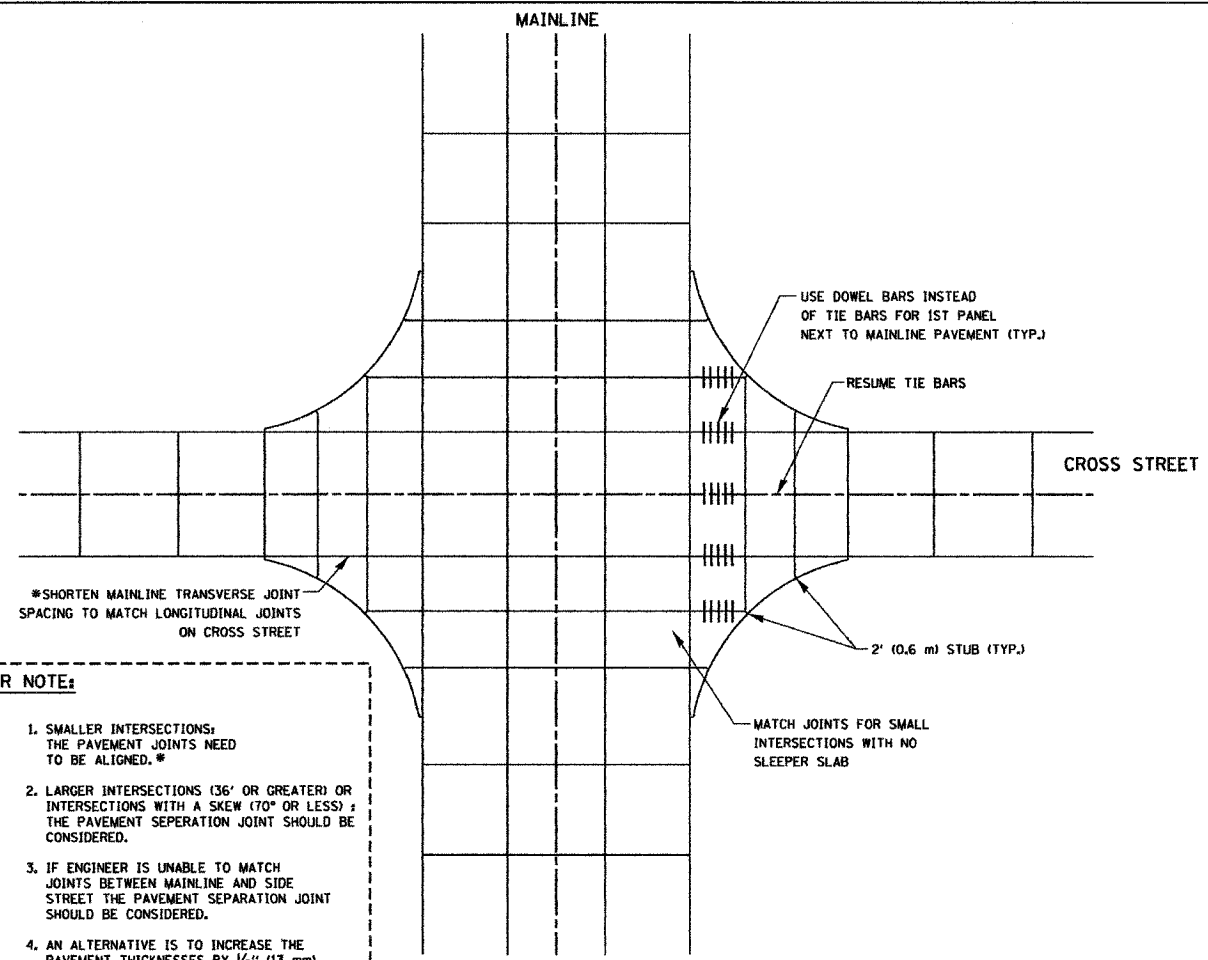 MAINLINE
USE DOWEL BARS INSTEAD
OF TIE BARS FOR 1ST PANEL
NEXT TO MAINLINE PAVEMENT (TYP.)
RESUME TIE BARS
CROSS STREET
*SHORTEN MAINLINE TRANSVERSE JOINT
SPACING TO MATCH LONGITUDINAL JOINTS
ON CROSS STREET
2' (0.6 m) STUB (TYP.)
MATCH JOINTS FOR SMALL
INTERSECTIONS WITH NO
SLEEPER SLAB
R NOTE:
1. SMALLER INTERSECTIONS:
THE PAVEMENT JOINTS NEED
TO BE ALIGNED.*
2. LARGER INTERSECTIONS (36' OR GREATER) OR
INTERSECTIONS WITH A SKEW (70° OR LESS) :
THE PAVEMENT SEPERATION JOINT SHOULD BE
CONSIDERED.
3. IF ENGINEER IS UNABLE TO MATCH
JOINTS BETWEEN MAINLINE AND SIDE
STREET THE PAVEMENT SEPARATION JOINT
SHOULD BE CONSIDERED.
4. AN ALTERNATIVE IS TO INCREASE THE
PAVEMENT THICKNESSES BY ½" (13 mm)